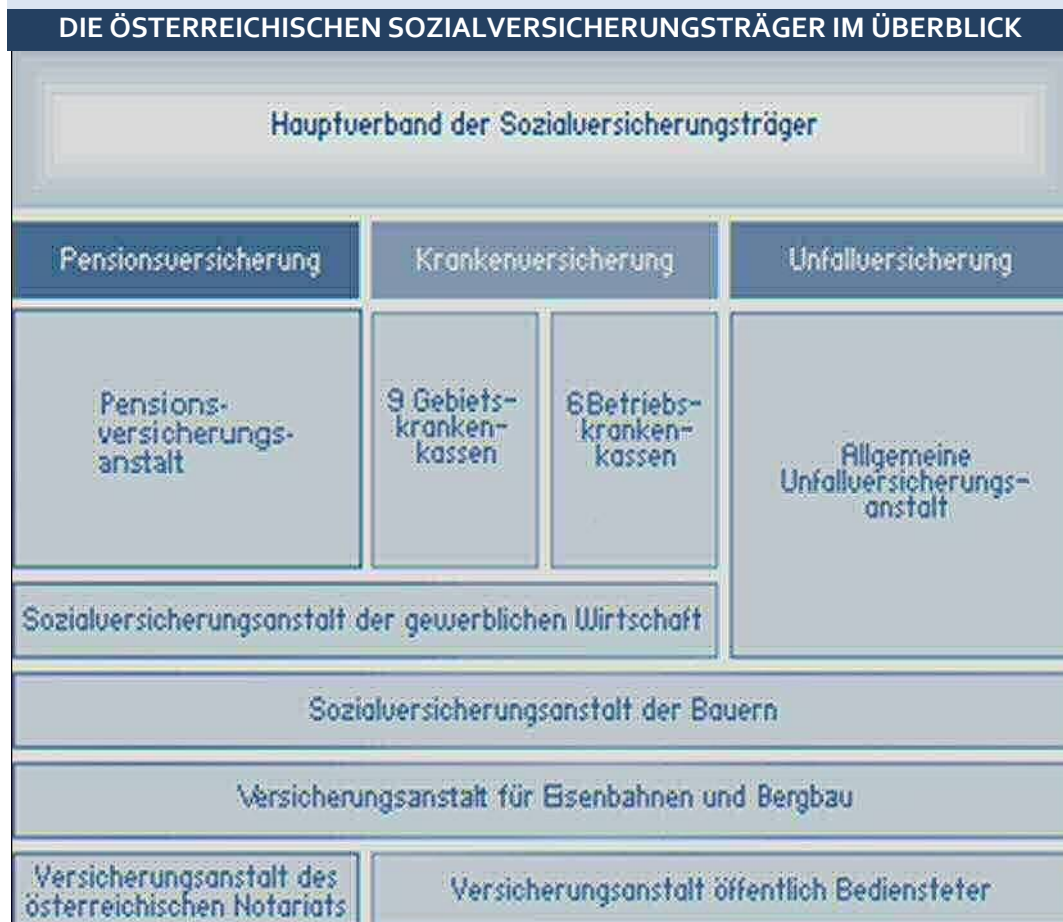 DIE ÖSTERREICHISCHEN SOZIALVERSICHERUNGSTRÄGER IM ÜBERBLICK
Hauptverband der Sozialversicherungsträger
Pensionsversicherung
Krankenversicherung
Unfallversicherung
Pensions-
versicherungs-
anstalt
9 Gebiets-
kranken-
kassen
6 Betriebs-
kranken-
kassen
Allgemeine
Unfallversicherungs-
anstalt
Sozialversicherungsanstalt der gewerblichen Wirtschaft
Sozialversicherungsanstalt der Bauern
Versicherungsanstalt für Eisenbahnen und Bergbau
Versicherungsanstalt des
österreichischen Notariats
Versicherungsanstalt öffentlich Bediensteter